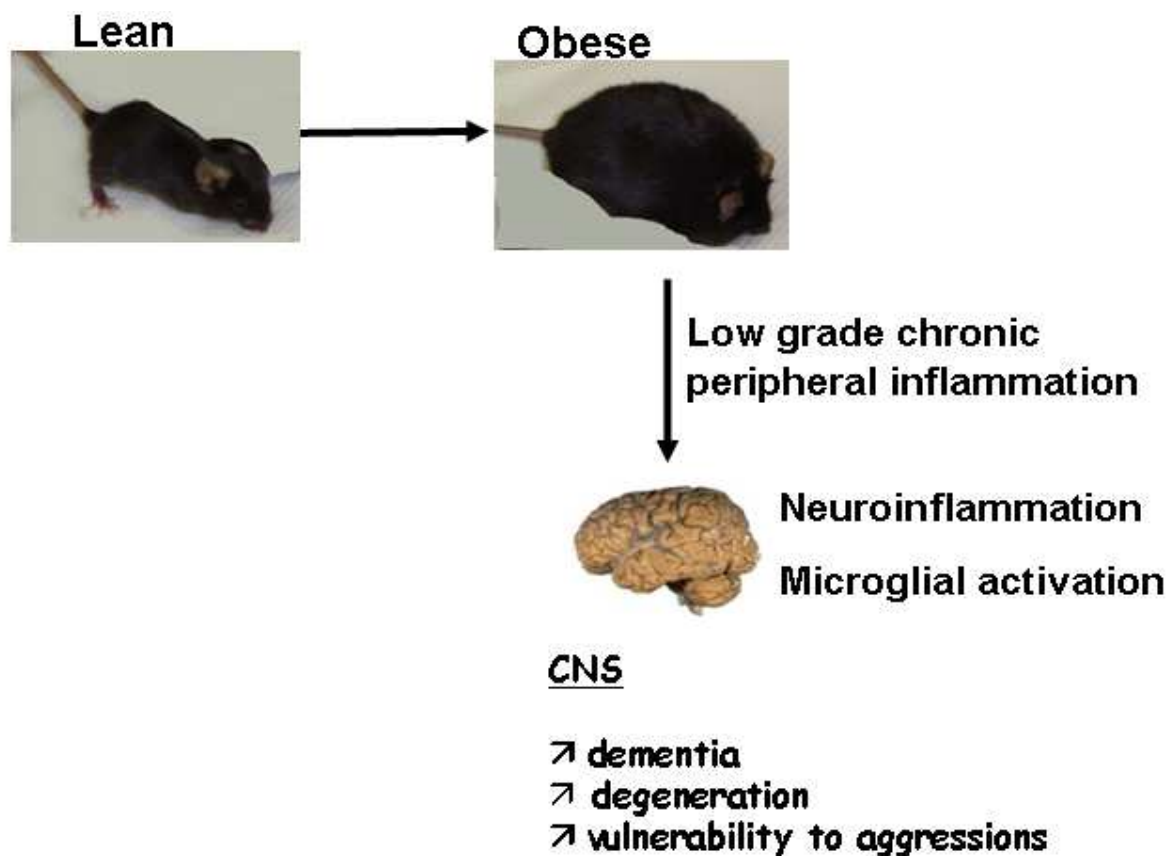 Lean
Obese
Low grade chronic
peripheral inflammation
Neuroinflammation
Microglial activation
CNS
↗ dementia
↗ degeneration
↗ vulnerability to aggressions